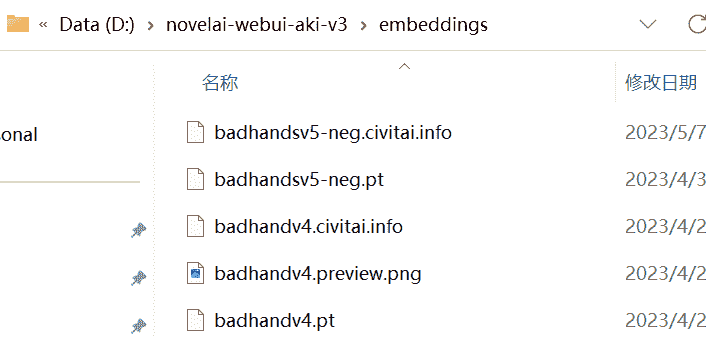 « Data (D:) › novelai-webui-aki-v3 › embeddings
名称 修改日期
sonal
badhandsv5-neg.civitai.info 2023/5/7
badhandsv5-neg.pt 2023/4/3
badhandv4.civitai.info 2023/4/2
badhandv4.preview.png 2023/4/2
badhandv4.pt 2023/4/2